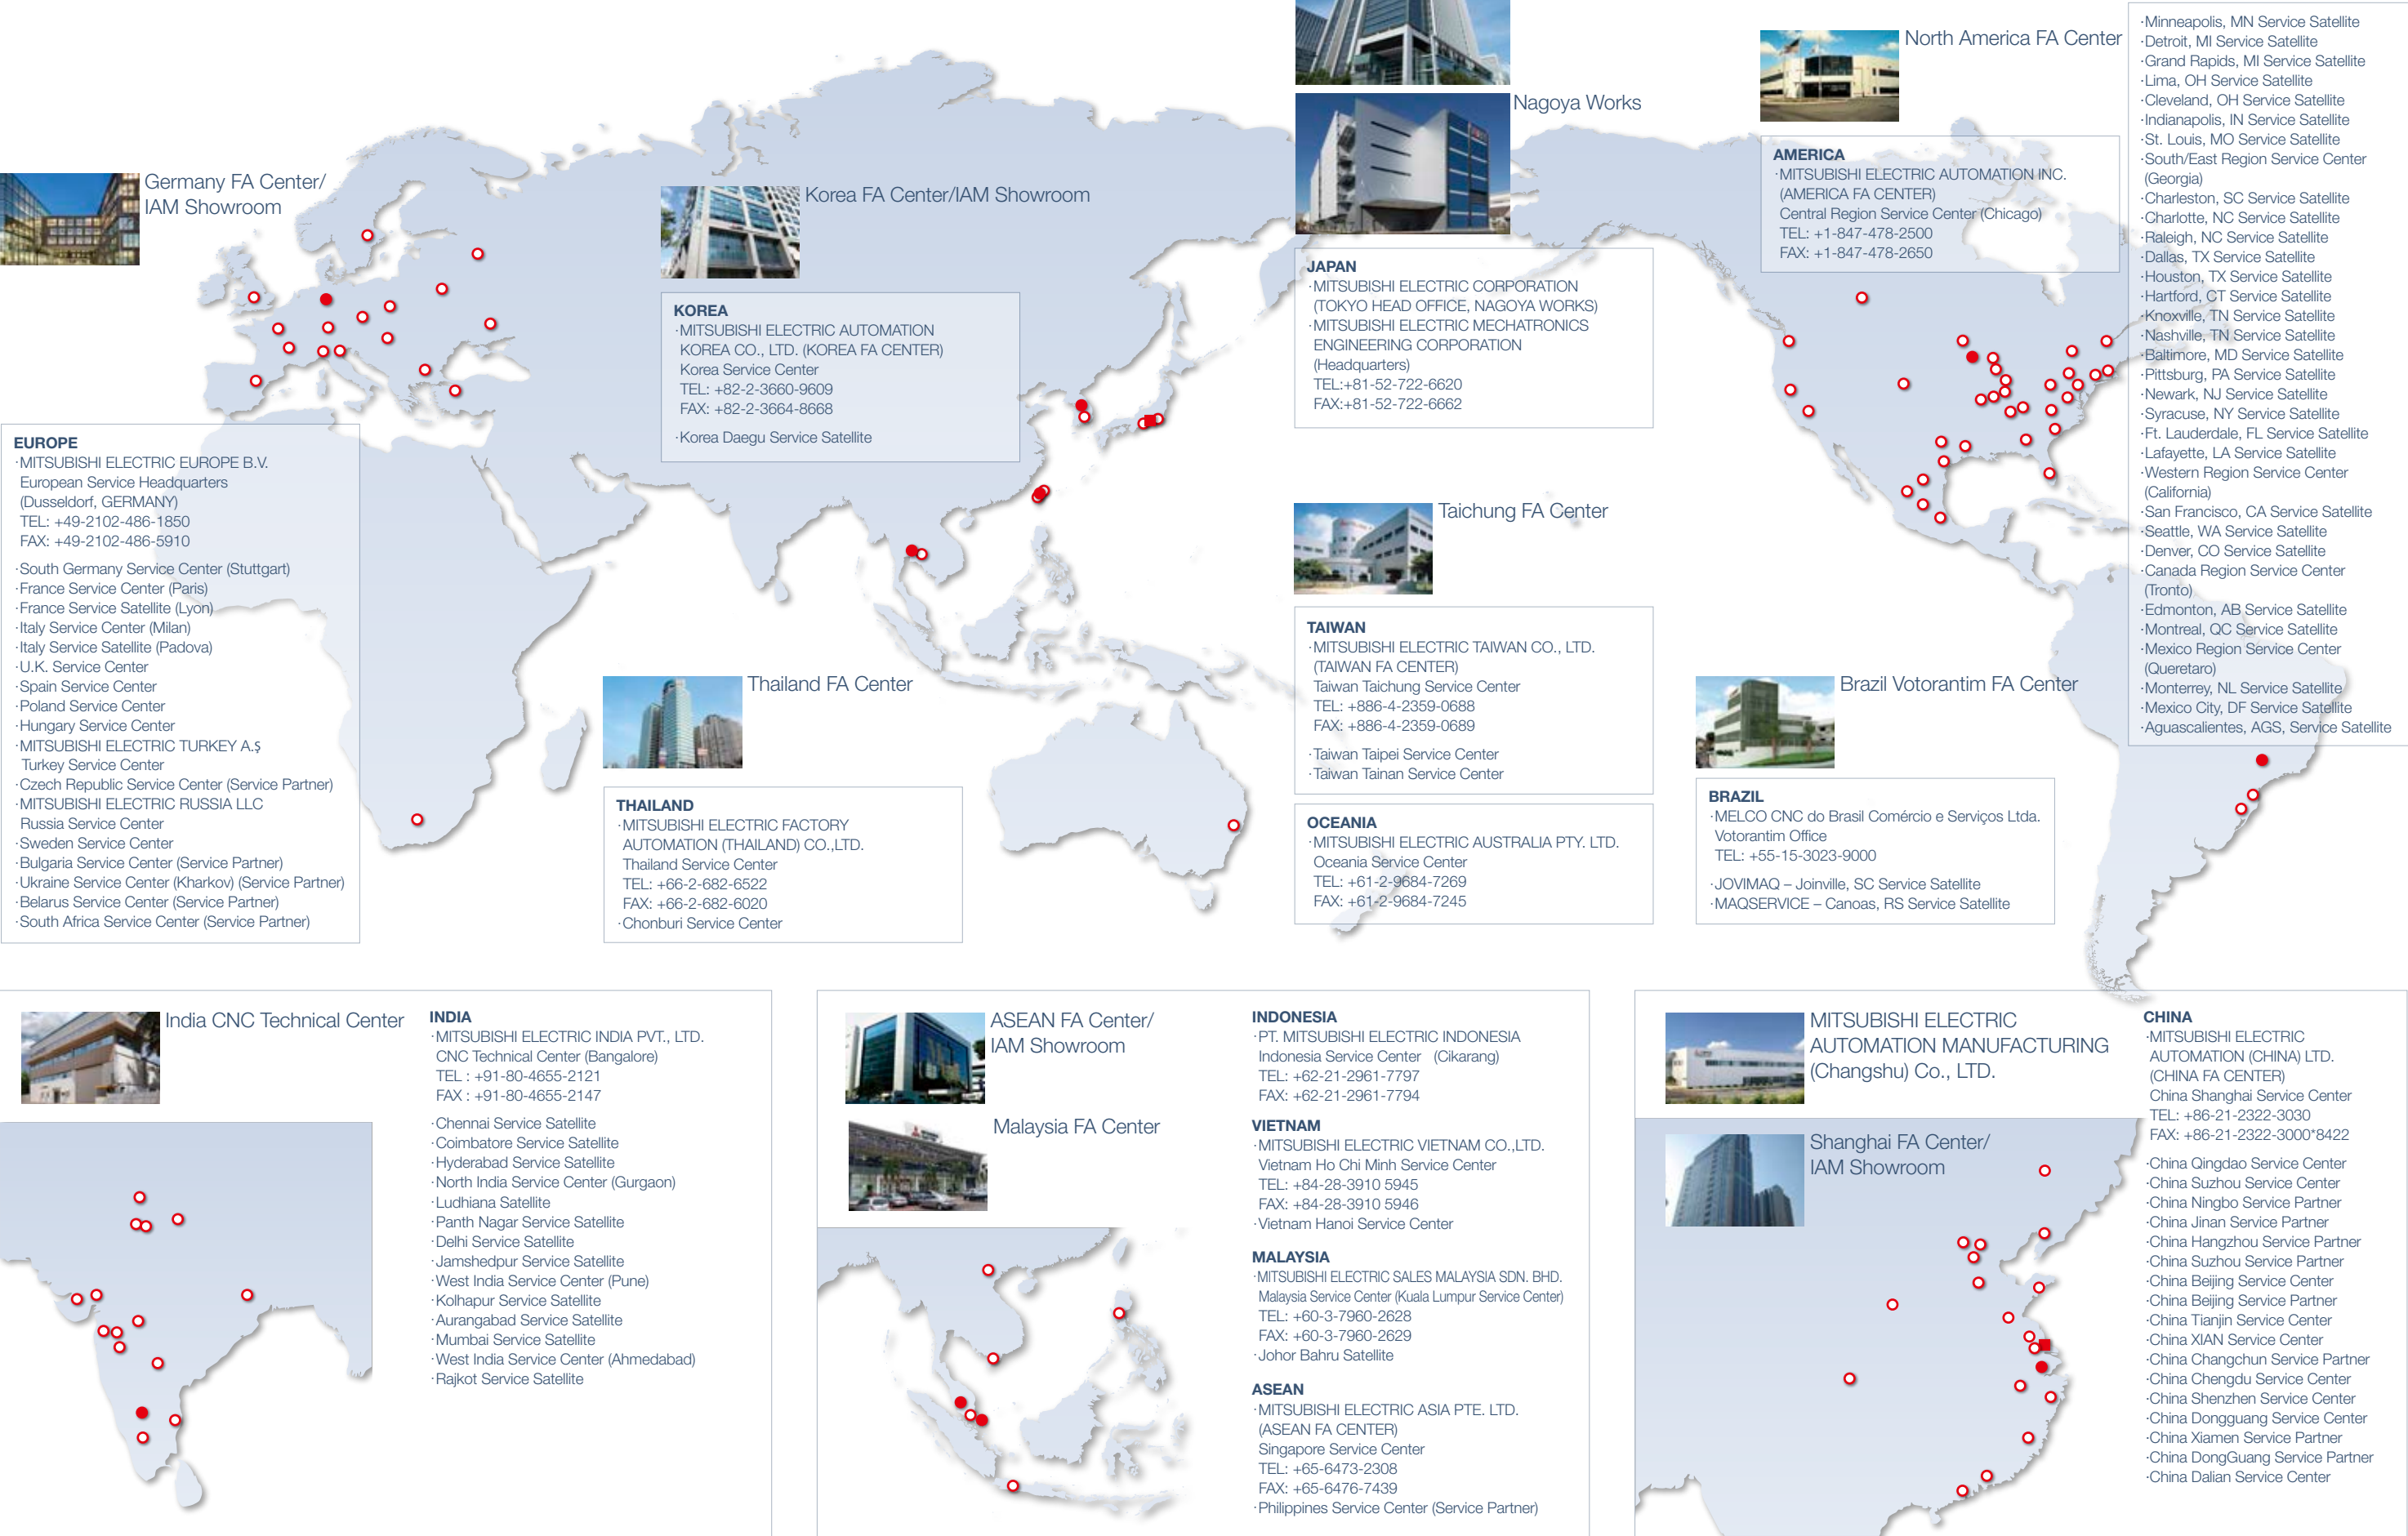 Germany FA Center/
IAM Showroom
EUROPE
·MITSUBISHI ELECTRIC EUROPE B.V.
European Service Headquarters
(Dusseldorf, GERMANY)
TEL: +49-2102-486-1850
FAX: +49-2102-486-5910
·South Germany Service Center (Stuttgart)
·France Service Center (Paris)
·France Service Satellite (Lyon)
·Italy Service Center (Milan)
·Italy Service Satellite (Padova)
·U.K. Service Center
·Spain Service Center
·Poland Service Center
·Hungary Service Center
·MITSUBISHI ELECTRIC TURKEY A.Ş
Turkey Service Center
·Czech Republic Service Center (Service Partner)
·MITSUBISHI ELECTRIC RUSSIA LLC
Russia Service Center
·Sweden Service Center
·Bulgaria Service Center (Service Partner)
·Ukraine Service Center (Kharkov) (Service Partner)
·Belarus Service Center (Service Partner)
·South Africa Service Center (Service Partner)
Korea FA Center/IAM Showroom
KOREA
·MITSUBISHI ELECTRIC AUTOMATION
KOREA CO., LTD. (KOREA FA CENTER)
Korea Service Center
TEL: +82-2-3660-9609
FAX: +82-2-3664-8668
·Korea Daegu Service Satellite
Thailand FA Center
THAILAND
·MITSUBISHI ELECTRIC FACTORY
AUTOMATION (THAILAND) CO.,LTD.
Thailand Service Center
TEL: +66-2-682-6522
FAX: +66-2-682-6020
·Chonburi Service Center
Nagoya Works
JAPAN
·MITSUBISHI ELECTRIC CORPORATION
(TOKYO HEAD OFFICE, NAGOYA WORKS)
·MITSUBISHI ELECTRIC MECHATRONICS
ENGINEERING CORPORATION
(Headquarters)
TEL:+81-52-722-6620
FAX:+81-52-722-6662
Taichung FA Center
TAIWAN
·MITSUBISHI ELECTRIC TAIWAN CO., LTD.
(TAIWAN FA CENTER)
Taiwan Taichung Service Center
TEL: +886-4-2359-0688
FAX: +886-4-2359-0689
·Taiwan Taipei Service Center
·Taiwan Tainan Service Center
OCEANIA
·MITSUBISHI ELECTRIC AUSTRALIA PTY. LTD.
Oceania Service Center
TEL: +61-2-9684-7269
FAX: +61-2-9684-7245
North America FA Center
AMERICA
·MITSUBISHI ELECTRIC AUTOMATION INC.
(AMERICA FA CENTER)
Central Region Service Center (Chicago)
TEL: +1-847-478-2500
FAX: +1-847-478-2650
·Minneapolis, MN Service Satellite
·Detroit, MI Service Satellite
·Grand Rapids, MI Service Satellite
·Lima, OH Service Satellite
·Cleveland, OH Service Satellite
·Indianapolis, IN Service Satellite
·St. Louis, MO Service Satellite
·South/East Region Service Center
(Georgia)
·Charleston, SC Service Satellite
·Charlotte, NC Service Satellite
·Raleigh, NC Service Satellite
·Dallas, TX Service Satellite
·Houston, TX Service Satellite
·Hartford, CT Service Satellite
·Knoxville, TN Service Satellite
·Nashville, TN Service Satellite
·Baltimore, MD Service Satellite
·Pittsburg, PA Service Satellite
·Newark, NJ Service Satellite
·Syracuse, NY Service Satellite
·Ft. Lauderdale, FL Service Satellite
·Lafayette, LA Service Satellite
·Western Region Service Center
(California)
·San Francisco, CA Service Satellite
·Seattle, WA Service Satellite
·Denver, CO Service Satellite
·Canada Region Service Center
(Tronto)
·Edmonton, AB Service Satellite
·Montreal, QC Service Satellite
·Mexico Region Service Center
(Queretaro)
·Monterrey, NL Service Satellite
·Mexico City, DF Service Satellite
·Aguascalientes, AGS, Service Satellite
Brazil Votorantim FA Center
BRAZIL
·MELCO CNC do Brasil Comércio e Serviços Ltda.
Votorantim Office
TEL: +55-15-3023-9000
·JOVIMAQ – Joinville, SC Service Satellite
·MAQSERVICE – Canoas, RS Service Satellite
India CNC Technical Center
INDIA
·MITSUBISHI ELECTRIC INDIA PVT., LTD.
CNC Technical Center (Bangalore)
TEL : +91-80-4655-2121
FAX : +91-80-4655-2147
·Chennai Service Satellite
·Coimbatore Service Satellite
·Hyderabad Service Satellite
·North India Service Center (Gurgaon)
·Ludhiana Satellite
·Panth Nagar Service Satellite
·Delhi Service Satellite
·Jamshedpur Service Satellite
·West India Service Center (Pune)
·Kolhapur Service Satellite
·Aurangabad Service Satellite
·Mumbai Service Satellite
·West India Service Center (Ahmedabad)
·Rajkot Service Satellite
ASEAN FA Center/
IAM Showroom
Malaysia FA Center
INDONESIA
·PT. MITSUBISHI ELECTRIC INDONESIA
Indonesia Service Center (Cikarang)
TEL: +62-21-2961-7797
FAX: +62-21-2961-7794
VIETNAM
·MITSUBISHI ELECTRIC VIETNAM CO.,LTD.
Vietnam Ho Chi Minh Service Center
TEL: +84-28-3910 5945
FAX: +84-28-3910 5946
·Vietnam Hanoi Service Center
MALAYSIA
·MITSUBISHI ELECTRIC SALES MALAYSIA SDN. BHD.
Malaysia Service Center (Kuala Lumpur Service Center)
TEL: +60-3-7960-2628
FAX: +60-3-7960-2629
·Johor Bahru Satellite
ASEAN
·MITSUBISHI ELECTRIC ASIA PTE. LTD.
(ASEAN FA CENTER)
Singapore Service Center
TEL: +65-6473-2308
FAX: +65-6476-7439
·Philippines Service Center (Service Partner)
MITSUBISHI ELECTRIC
AUTOMATION MANUFACTURING
(Changshu) Co., LTD.
Shanghai FA Center/
IAM Showroom
CHINA
·MITSUBISHI ELECTRIC
AUTOMATION (CHINA) LTD.
(CHINA FA CENTER)
China Shanghai Service Center
TEL: +86-21-2322-3030
FAX: +86-21-2322-3000*8422
·China Qingdao Service Center
·China Suzhou Service Center
·China Ningbo Service Partner
·China Jinan Service Partner
·China Hangzhou Service Partner
·China Suzhou Service Partner
·China Beijing Service Center
·China Beijing Service Partner
·China Tianjin Service Center
·China XIAN Service Center
·China Changchun Service Partner
·China Chengdu Service Center
·China Shenzhen Service Center
·China Dongguang Service Center
·China Xiamen Service Partner
·China DongGuang Service Partner
·China Dalian Service Center